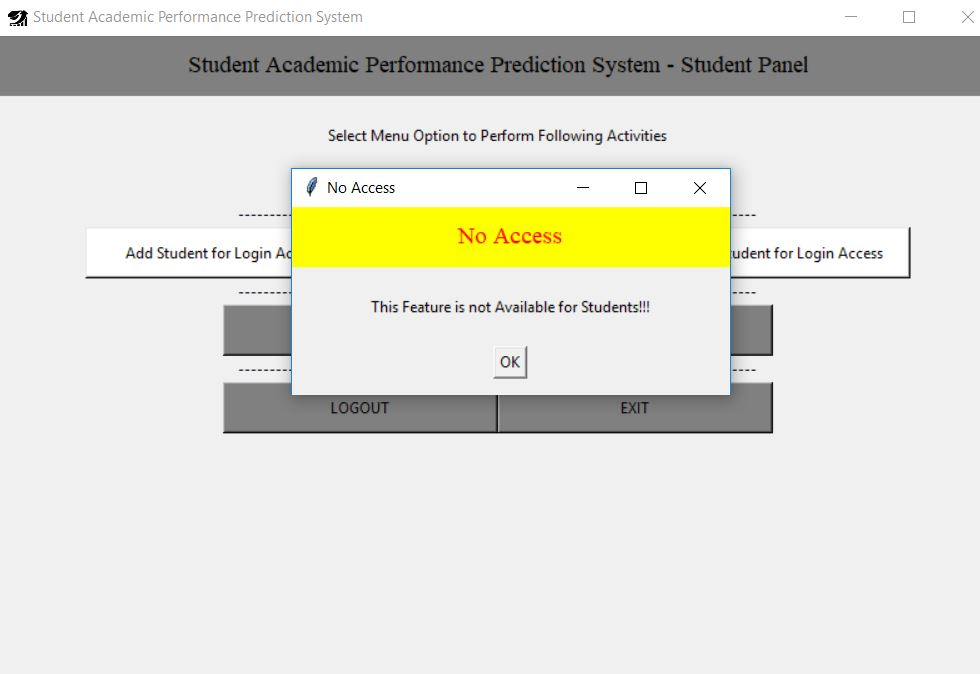 Student Academic Performance Prediction System
Student Academic Performance Prediction System - Student Panel
Select Menu Option to Perform Following Activities
No Access
No Access
Add Student for Login
for Login Access
This Feature is not Available for Students!!!
OK
LOGOUT
EXIT